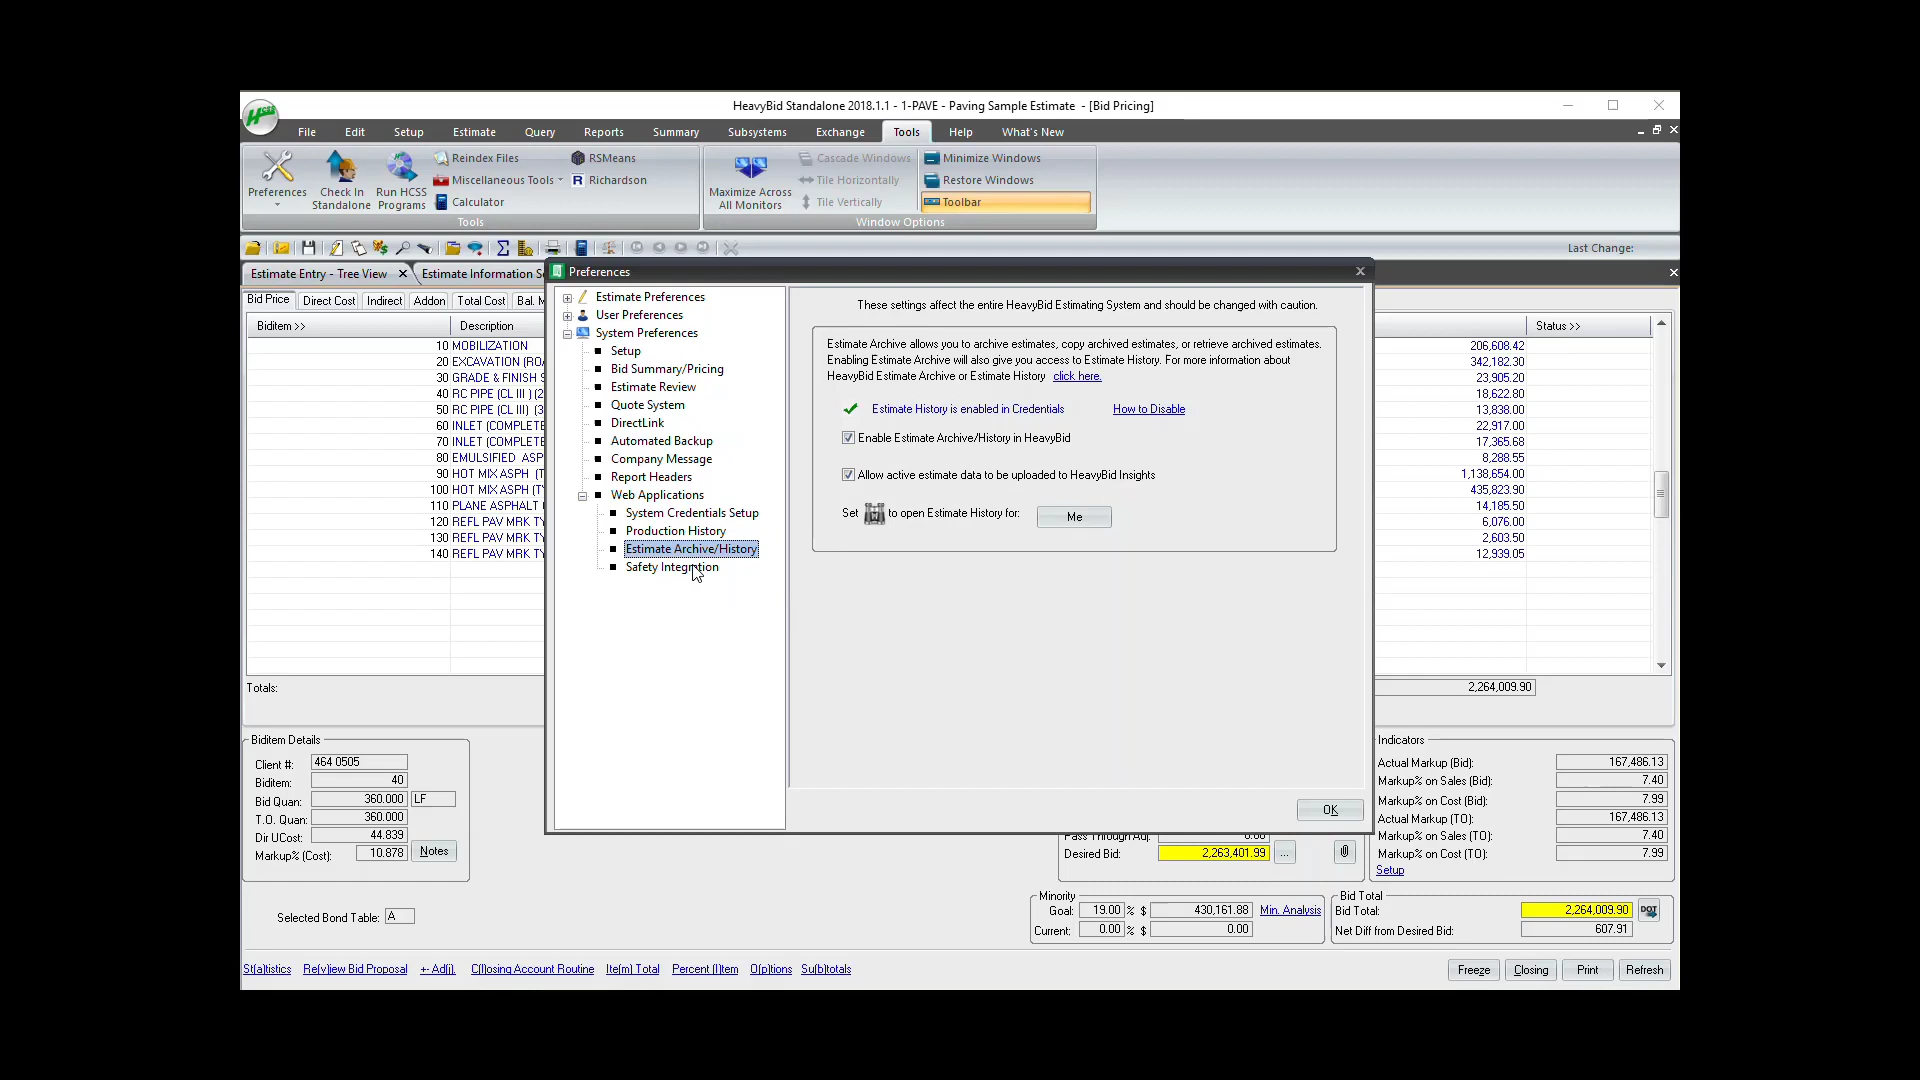 HeavyBid Standalone 2018.1.1 - 1-PAVE - Paving Sample Estimate - [Bid Pricing]
HCSS
File Edit Setup Estimate Query Reports Summary Subsystems Exchange Tools Help What's New
Preferences
Check In Standalone
Run HCSS Programs
Reindex Files
Miscellaneous Tools
Calculator
RSMeans
Richardson
Tools
Maximize Across All Monitors
Cascade Windows
Tile Horizontally
Tile Vertically
Minimize Windows
Restore Windows
Toolbar
Window Options
Last Change:
Estimate Entry - Tree View
Estimate Information S
Bid Price Direct Cost Indirect Addon Total Cost Bal. M
Biditem >> Description Status >>
10 MOBILIZATION 206,608.42
20 EXCAVATION (RO 342,182.30
30 GRADE & FINISH S 23,905.20
40 RC PIPE (CL III ) (2 18,622.80
50 RC PIPE (CL III) (3 13,838.00
60 INLET (COMPLETE 22,917.00
70 INLET (COMPLETE 17,365.68
80 EMULSIFIED ASP 8,288.55
90 HOT MIX ASPH (T 1,138,654.00
100 HOT MIX ASPH (TY 435,823.90
110 PLANE ASPHALT C 14,185.50
120 REFL PAV MRK TY 6,076.00
130 REFL PAV MRK TY 2,603.50
140 REFL PAV MRK TY 12,939.05
Totals: 2,264,009.90
Preferences
Estimate Preferences
User Preferences
System Preferences
Setup
Bid Summary/Pricing
Estimate Review
Quote System
DirectLink
Automated Backup
Company Message
Report Headers
Web Applications
System Credentials Setup
Production History
Estimate Archive/History
Safety Integration
These settings affect the entire HeavyBid Estimating System and should be changed with caution.
Estimate Archive allows you to archive estimates, copy archived estimates, or retrieve archived estimates.
Enabling Estimate Archive will also give you access to Estimate History. For more information about
HeavyBid Estimate Archive or Estimate History click here.
Estimate History is enabled in Credentials How to Disable
Enable Estimate Archive/History in HeavyBid
Allow active estimate data to be uploaded to HeavyBid Insights
Set to open Estimate History for: Me
OK
Biditem Details
Client #: 464 0505
Biditem: 40
Bid Quan: 360.000 LF
T.O. Quan: 360.000
Dir UCost: 44.839
Markup% (Cost): 10.878 Notes
Pass Through Adj: 0.00
Desired Bid: 2,263,401.99 ...
Indicators
Actual Markup (Bid): 167,486.13
Markup% on Sales (Bid): 7.40
Markup% on Cost (Bid): 7.99
Actual Markup (TO): 167,486.13
Markup% on Sales (TO): 7.40
Markup% on Cost (TO): 7.99
Setup
Selected Bond Table: A
Minority
Goal: 19.00 % $ 430,161.88 Min. Analysis
Current: 0.00 % $ 0.00
Bid Total
Bid Total: 2,264,009.90 DOT
Net Diff from Desired Bid: 607.91
St(a)tistics Re(v)iew Bid Proposal +- Ad(j). C(l)osing Account Routine Ite(m) Total Percent (I)tem O(p)tions Su(b)totals
Freeze Closing Print Refresh